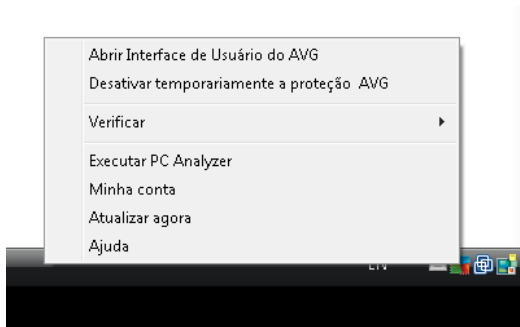 Abrir Interface de Usuário do AVG
Desativar temporariamente a proteção AVG
Verificar
Executar PC Analyzer
Minha conta
Atualizar agora
Ajuda
EN